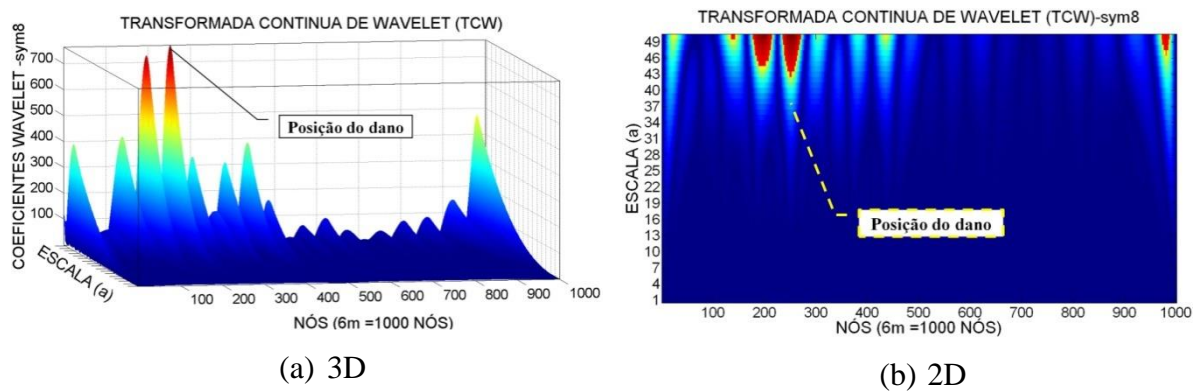 TRANSFORMADA CONTINUA DE WAVELET (TCW)
COEFICIENTES WAVELET -sym8
700
600
500
400
300
200
100
Posição do dano
ESCALA (a)
100 200 300 400 500 600 700 800 900 1000
NÓS (6m =1000 NÓS)
(a) 3D
TRANSFORMADA CONTINUA DE WAVELET (TCW)-sym8
ESCALA (a)
49
46
43
40
37
34
31
28
25
22
19
16
13
10
7
4
1
Posição do dano
100 200 300 400 500 600 700 800 900 1000
NÓS (6m =1000 NÓS)
(b) 2D